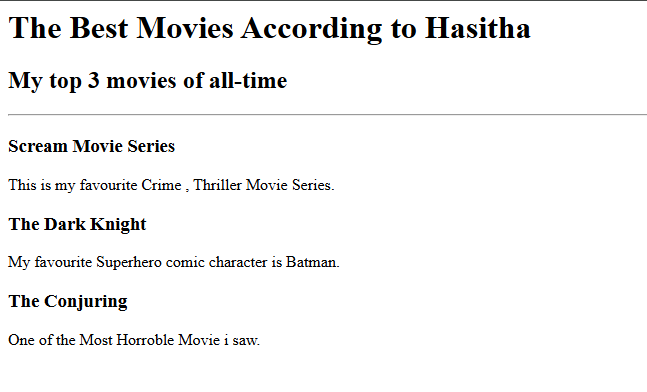 The Best Movies According to Hasitha
My top 3 movies of all-time
Scream Movie Series
This is my favourite Crime , Thriller Movie Series.
The Dark Knight
My favourite Superhero comic character is Batman.
The Conjuring
One of the Most Horroble Movie i saw.